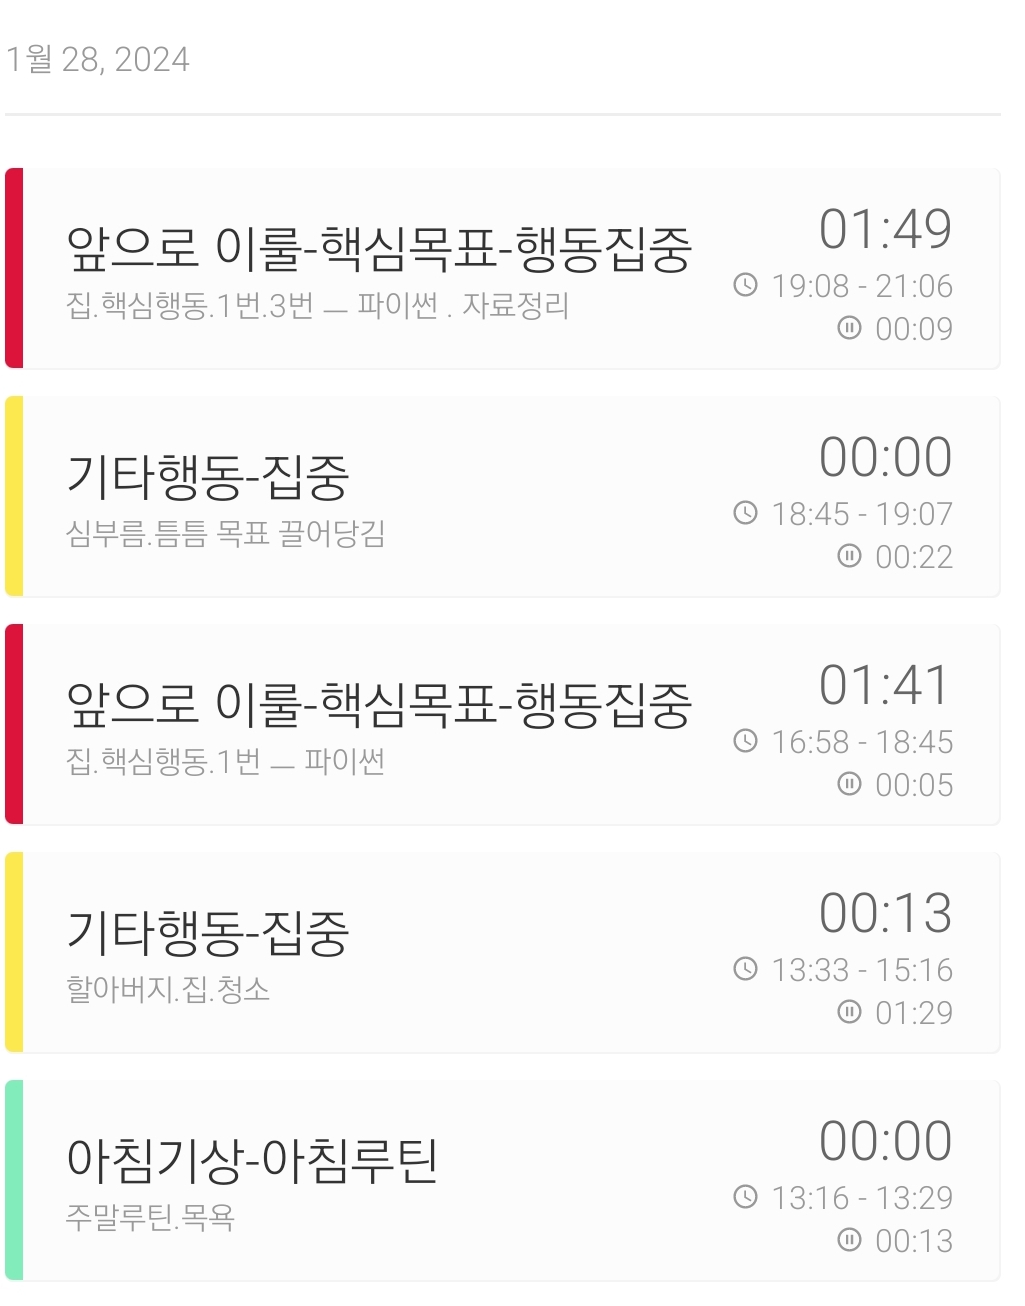 1월 28, 2024
앞으로 이룰-핵심목표-행동집중
집.핵심행동.1번.3번 — 파이썬 . 자료정리
01:49
19:08 - 21:06
00:09
기타행동-집중
심부름.틈틈 목표 끌어당김
00:00
18:45 - 19:07
00:22
앞으로 이룰-핵심목표-행동집중
집.핵심행동.1번 — 파이썬
01:41
16:58 - 18:45
00:05
기타행동-집중
할아버지.집.청소
00:13
13:33 - 15:16
01:29
아침기상-아침루틴
주말루틴.목욕
00:00
13:16 - 13:29
00:13